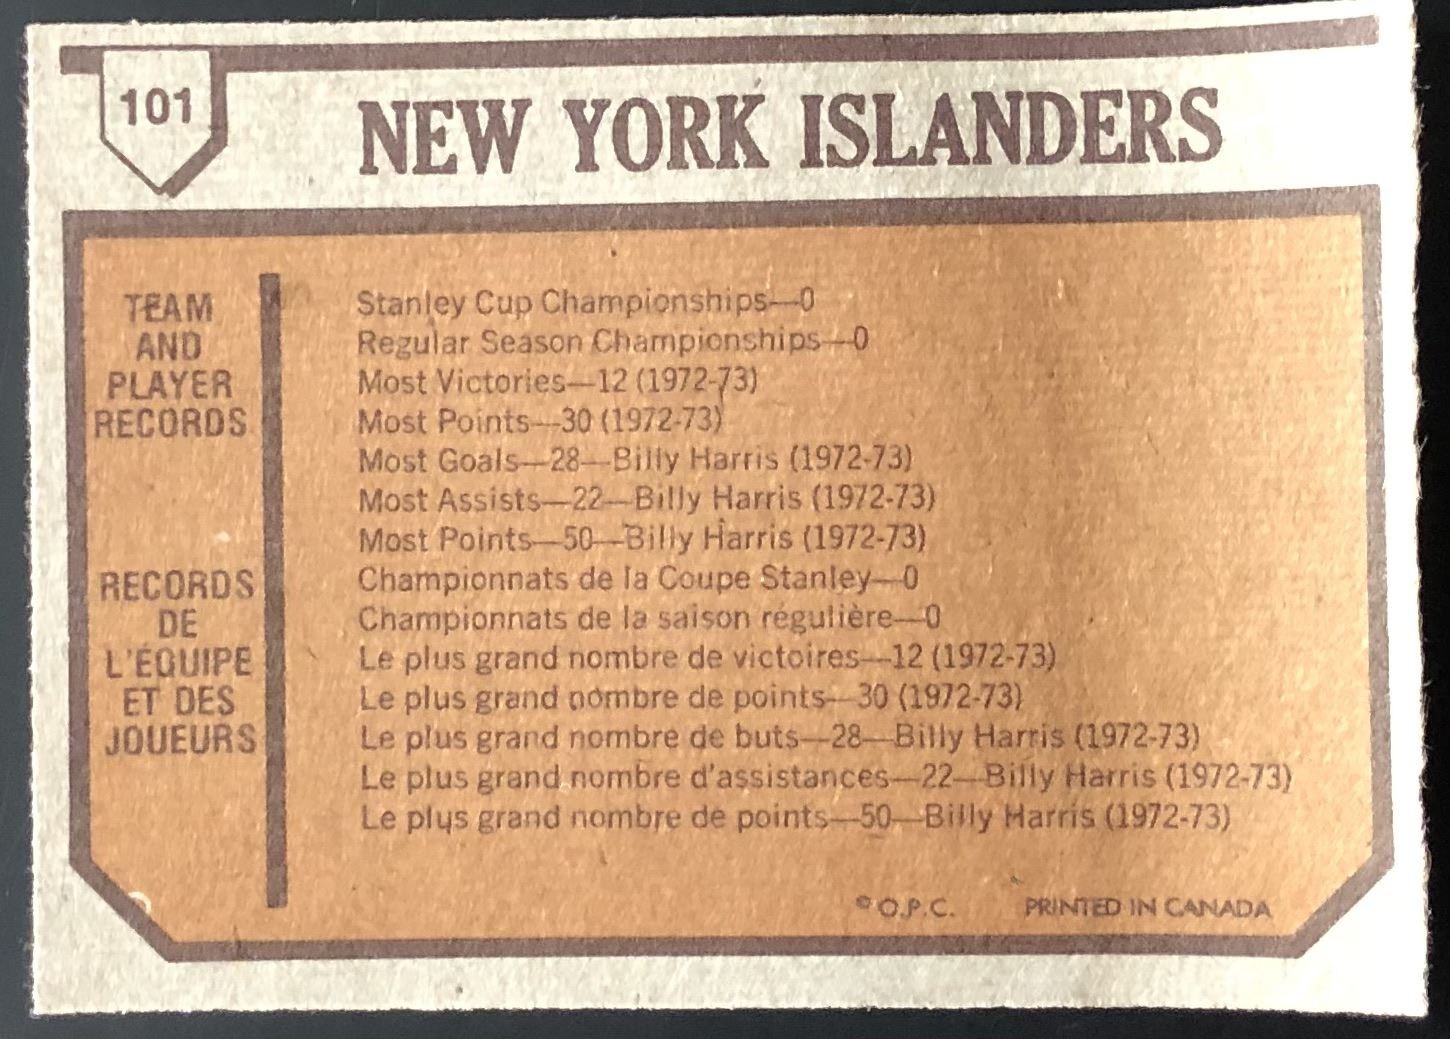 101
NEW YORK ISLANDERS
TEAM
AND
PLAYER
RECORDS
Stanley Cup Championships—0
Regular Season Championships—0
Most Victories—12 (1972-73)
Most Points—30 (1972-73)
Most Goals—28—Billy Harris (1972-73)
Most Assists—22—Billy Harris (1972-73)
Most Points—50—Billy Harris (1972-73)
RECORDS
DE
L'ÉQUIPE
ET DES
JOUEURS
Championnats de la Coupe Stanley—0
Championnats de la saison régulière—0
Le plus grand nombre de victoires—12 (1972-73)
Le plus grand nombre de points—30 (1972-73)
Le plus grand nombre de buts—28—Billy Harris (1972-73)
Le plus grand nombre d'assistances—22—Billy Harris (1972-73)
Le plus grand nombre de points—50—Billy Harris (1972-73)
© O.P.C. PRINTED IN CANADA